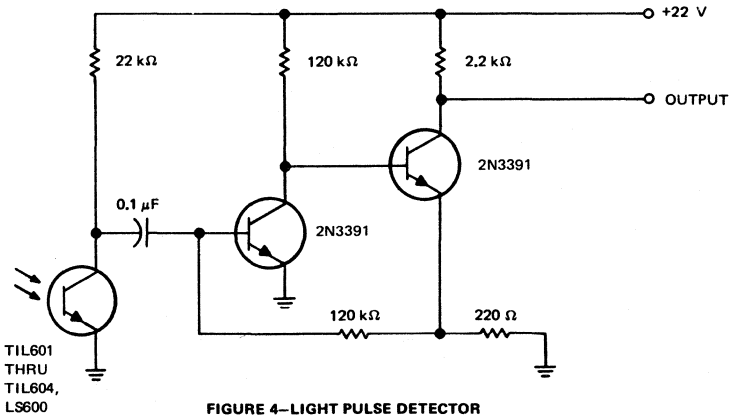 +22 V
22 kΩ
120 kΩ
2.2 kΩ
OUTPUT
2N3391
0.1 μF
2N3391
120 kΩ
220 Ω
TIL601
THRU
TIL604,
LS600
FIGURE 4—LIGHT PULSE DETECTOR